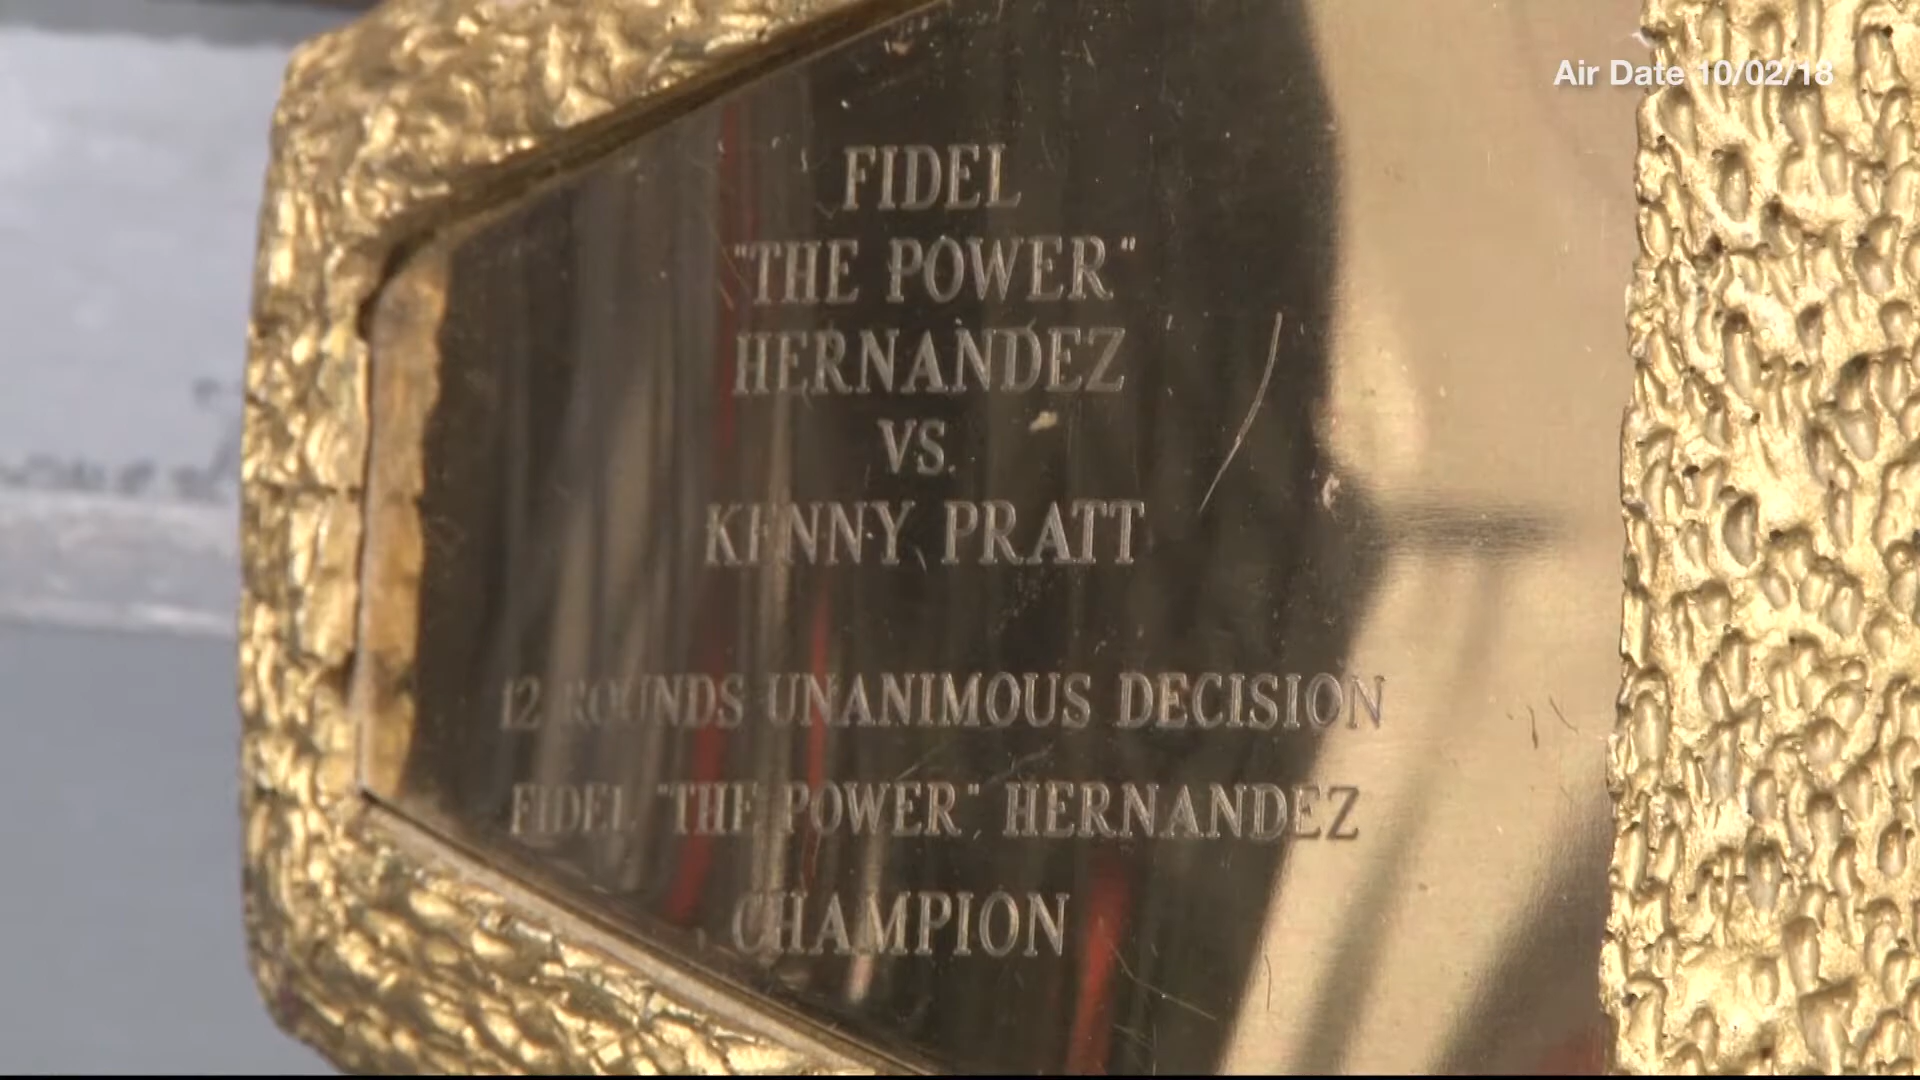 Air Date 10/02/18
FIDEL
"THE POWER"
HERNANDEZ
VS.
KENNY PRATT
12 ROUNDS UNANIMOUS DECISION
FIDEL "THE POWER" HERNANDEZ
CHAMPION